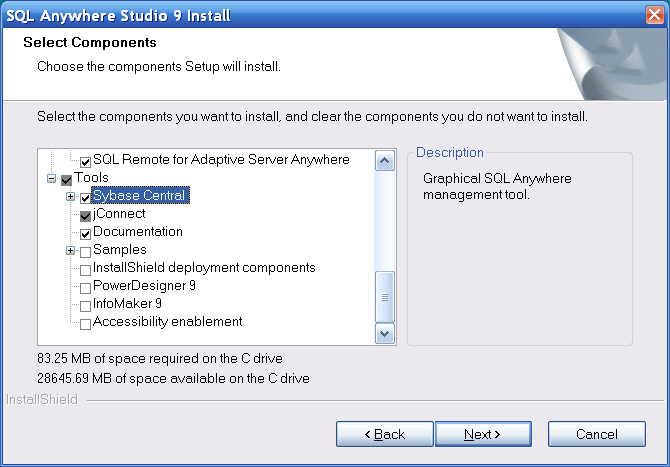 SQL Anywhere Studio 9 Install
Select Components
Choose the components Setup will install.
Select the components you want to install, and clear the components you do not want to install.
SQL Remote for Adaptive Server Anywhere
Tools
Sybase Central
jConnect
Documentation
Samples
InstallShield deployment components
PowerDesigner 9
InfoMaker 9
Accessibility enablement
Description
Graphical SQL Anywhere
management tool.
83.25 MB of space required on the C drive
28645.69 MB of space available on the C drive
InstallShield
< Back
Next >
Cancel